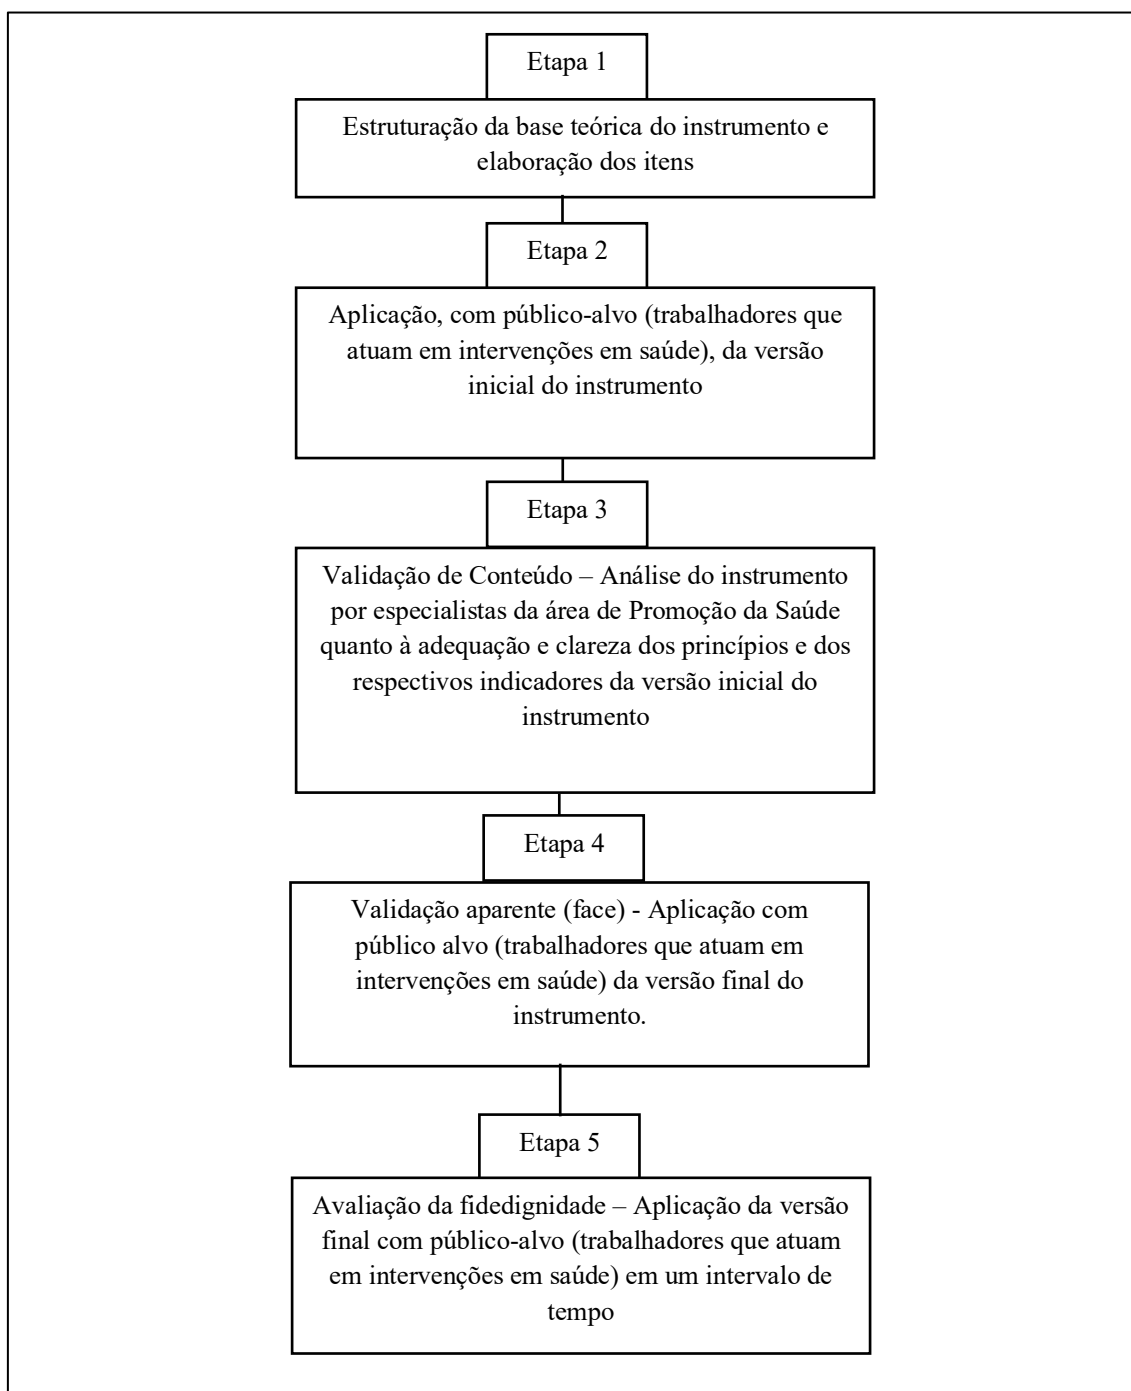 Etapa 1
Estruturação da base teórica do instrumento e
elaboração dos itens
Etapa 2
Aplicação, com público-alvo (trabalhadores que
atuam em intervenções em saúde), da versão
inicial do instrumento
Etapa 3
Validação de Conteúdo – Análise do instrumento
por especialistas da área de Promoção da Saúde
quanto à adequação e clareza dos princípios e dos
respectivos indicadores da versão inicial do
instrumento
Etapa 4
Validação aparente (face) - Aplicação com
público alvo (trabalhadores que atuam em
intervenções em saúde) da versão final do
instrumento.
Etapa 5
Avaliação da fidedignidade – Aplicação da versão
final com público-alvo (trabalhadores que atuam
em intervenções em saúde) em um intervalo de
tempo